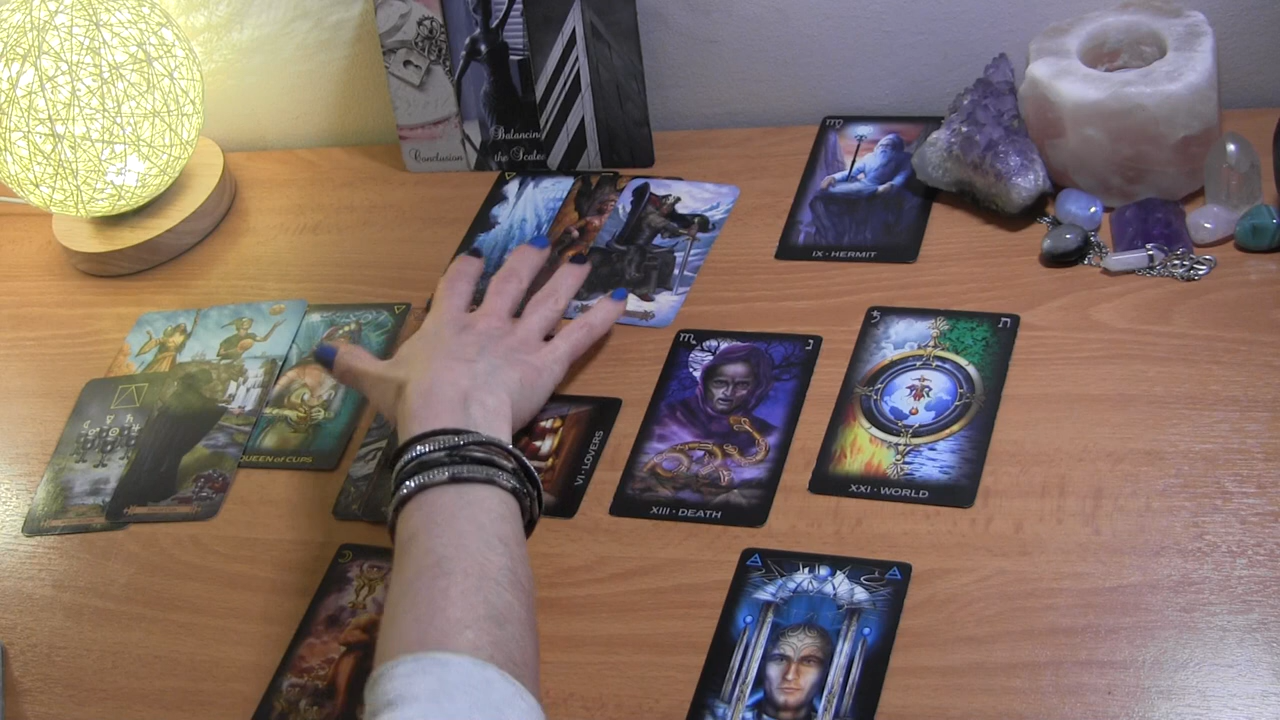 Conclusion
Balancing
the Scales
IX · HERMIT
QUEEN of CUPS
VI · LOVERS
XIII · DEATH
XXI · WORLD